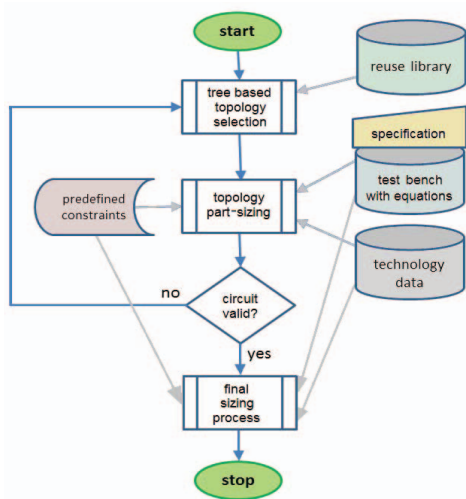 start
reuse library
tree based
topology
selection
specification
test bench
with equations
predefined
constraints
topology
part-sizing
technology
data
no
circuit
valid?
yes
final
sizing
process
stop